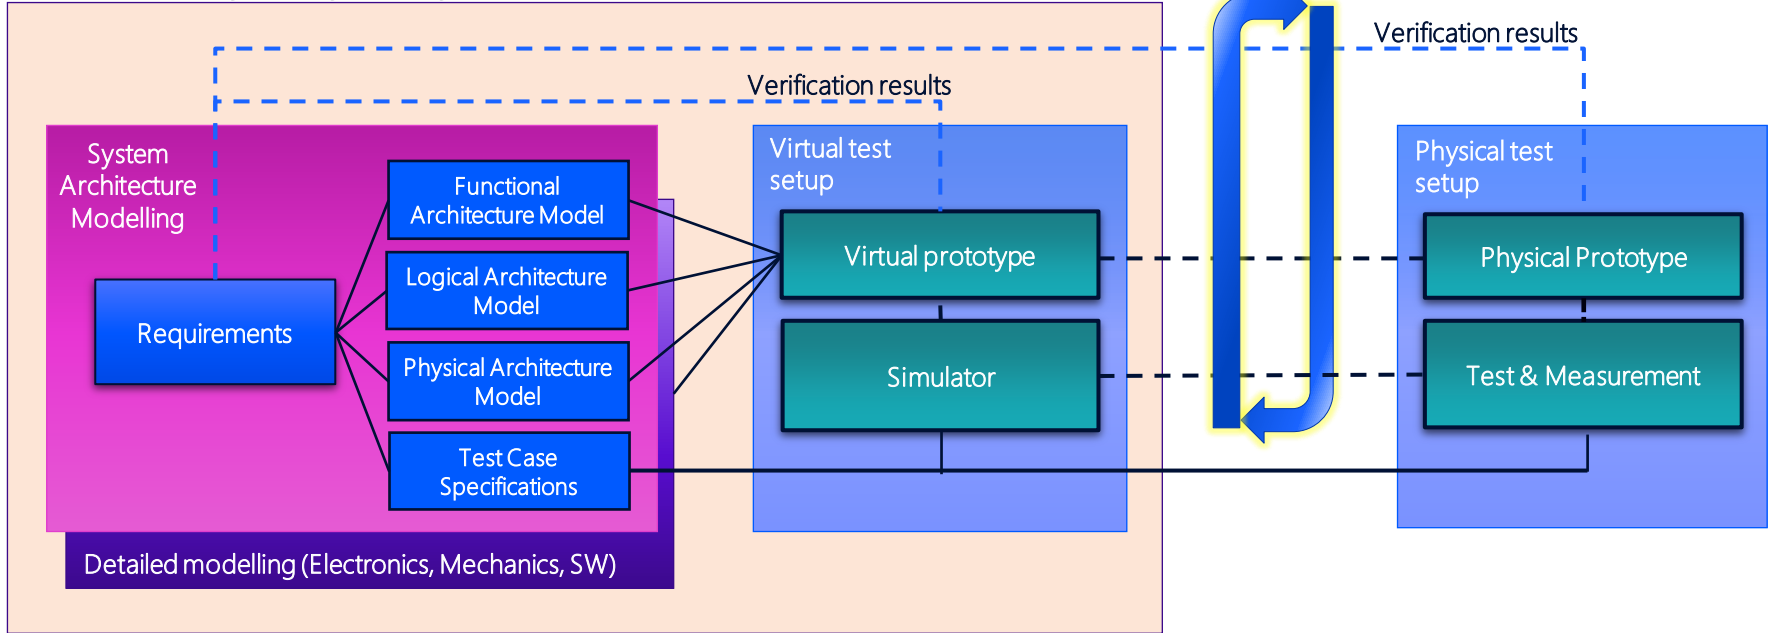 Verification results
Verification results
System
Architecture
Modelling
Functional
Architecture Model
Logical Architecture
Model
Requirements
Physical Architecture
Model
Test Case
Specifications
Detailed modelling (Electronics, Mechanics, SW)
Virtual test
setup
Virtual prototype
Simulator
Physical test
setup
Physical Prototype
Test & Measurement